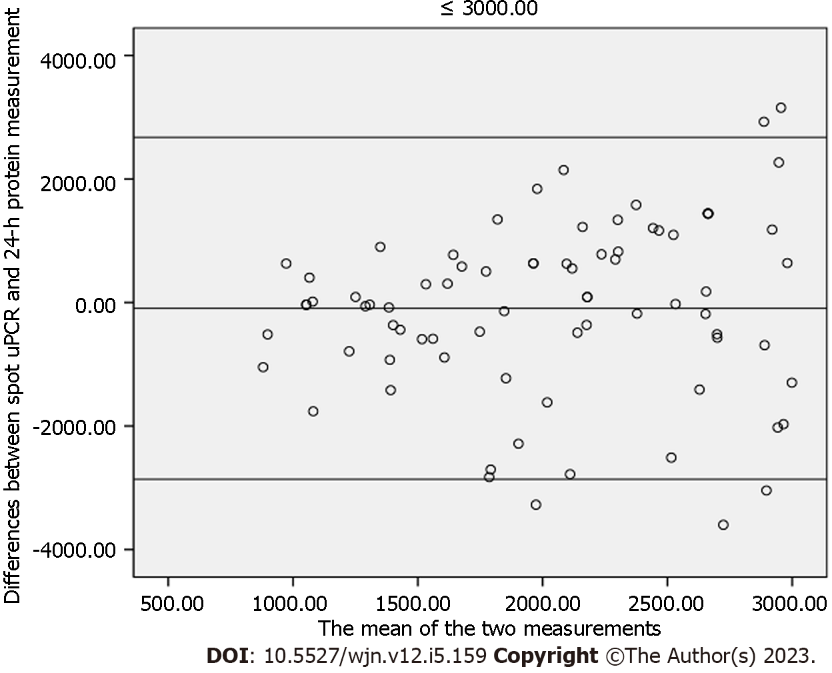 ≤ 3000.00
Differences between spot uPCR and 24-h protein measurement
4000.00
2000.00
0.00
-2000.00
-4000.00
500.00 1000.00 1500.00 2000.00 2500.00 3000.00
The mean of the two measurements
DOI: 10.5527/wjn.v12.i5.159 Copyright ©The Author(s) 2023.